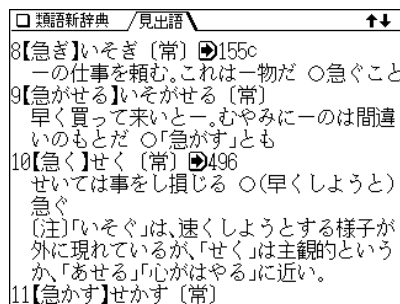 類語新辞典 見出語 ↑↓
8【急ぎ】いそぎ〔常〕➡155c
ーの仕事を頼む。これはー物だ ○急ぐこと
9【急がせる】いそがせる〔常〕
早く買って来いとー。むやみにーのは間違
いのもとだ ○「急がす」とも
10【急く】せく〔常〕➡496
せいては事をし損じる ○(早くしようと)
急ぐ
〔注〕「いそぐ」は、速くしようとする様子が
外に現れているが、「せく」は主観的という
か、「あせる」「心がはやる」に近い。
11【急かす】せかす〔常〕